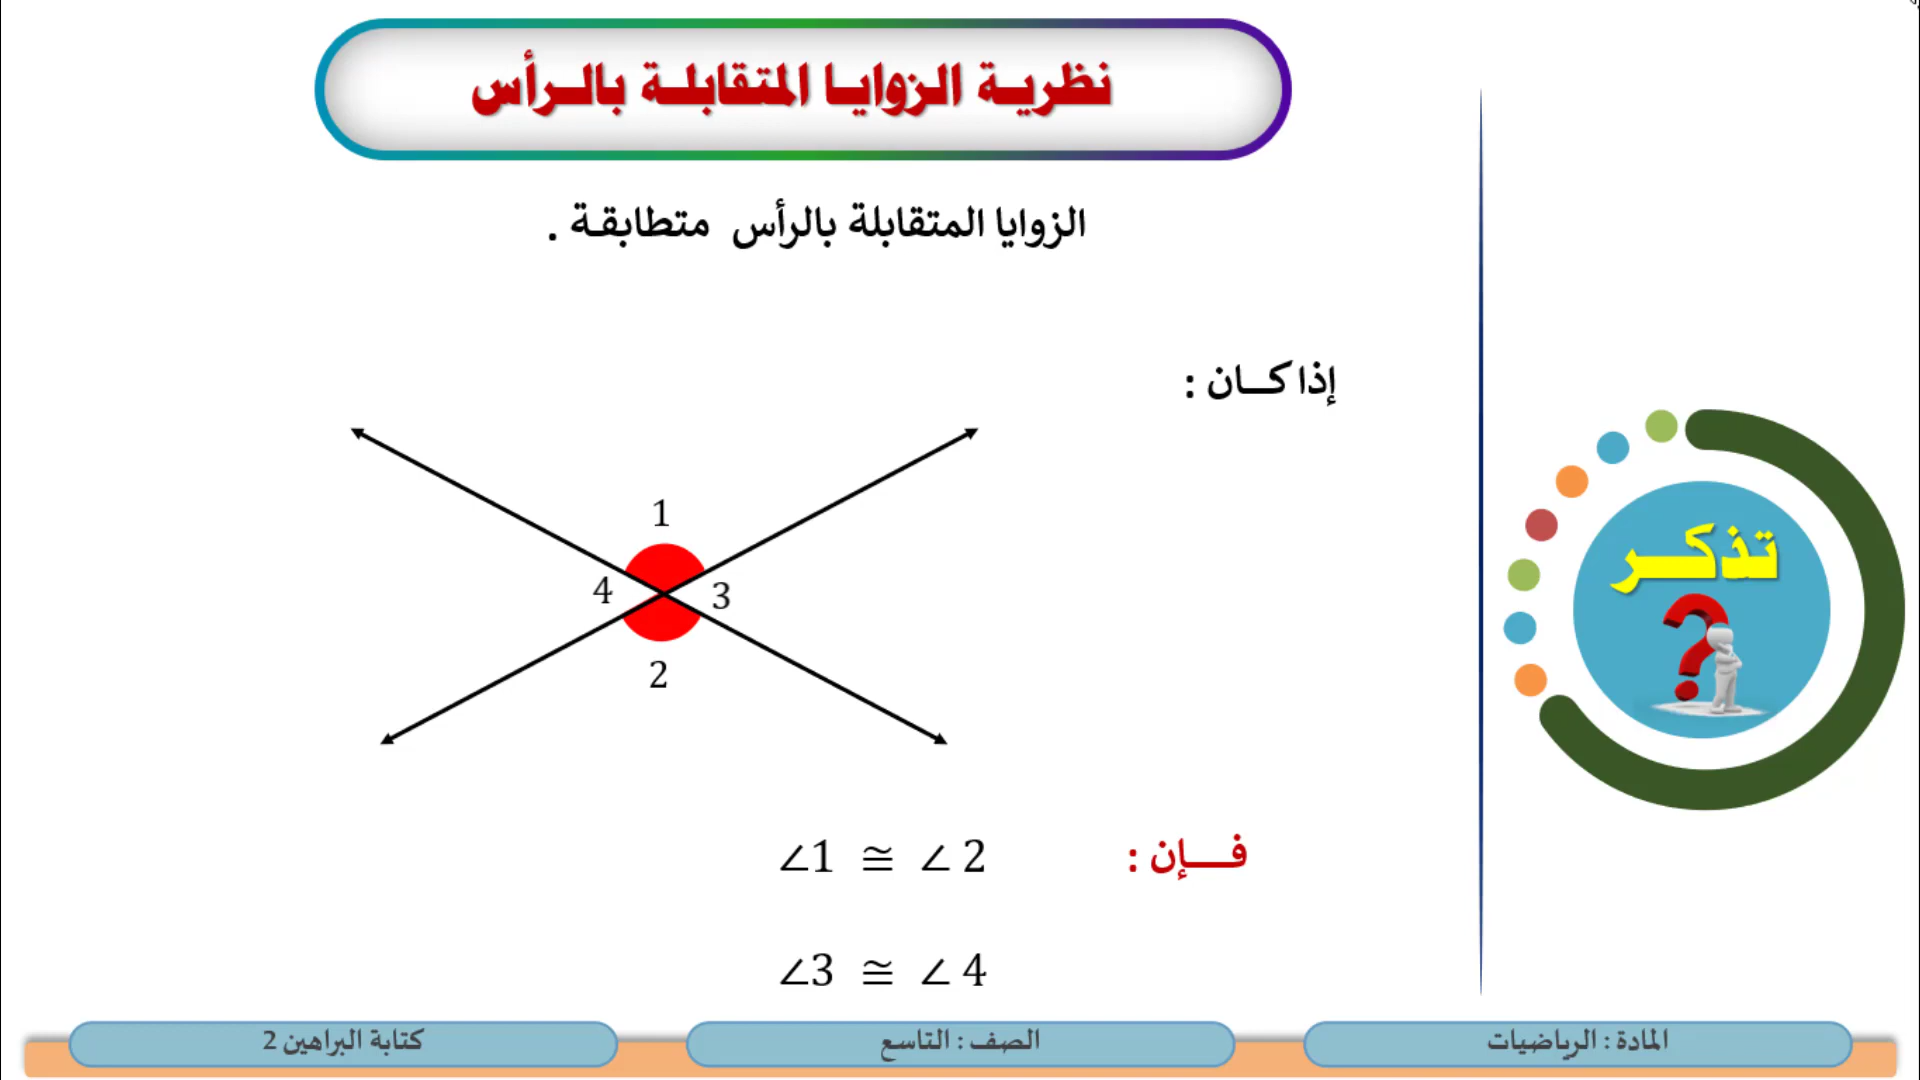 نظرية الزوايا المتقابلة بالرأس
الزوايا المتقابلة بالرأس متطابقة .
إذا كان :
1
4
3
2
تذكر
?
فإن :
∠1 ≅ ∠ 2
∠3 ≅ ∠ 4
المادة : الرياضيات
الصف : التاسع
كتابة البراهين 2